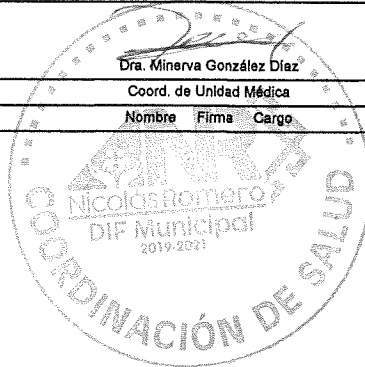 Dra. Minerva González Díaz
Coord. de Unidad Médica
Nombre Firma Cargo
NR
Nicolás Romero
DIF Municipal
2019-2021
COORDINACIÓN DE SALUD